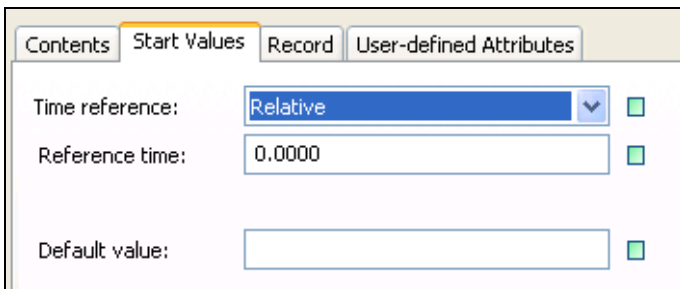 Contents Start Values Record User-defined Attributes
Time reference: Relative
Reference time: 0.0000
Default value: